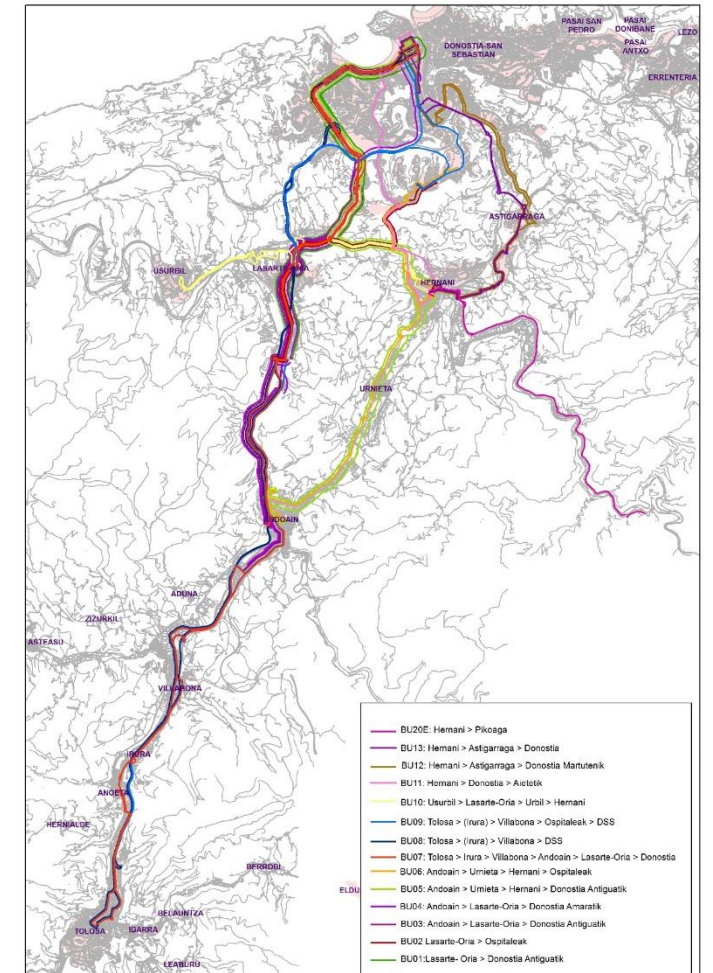 PASAI SAN PEDRO
PASAI DONIBANE
LEZO
DONOSTIA-SAN SEBASTIAN
PASAI ANTXO
ERRENTERIA
ASTIGARRAGA
USURBIL
LASARTE-ORIA
HERNANI
URNIETA
ANDOAIN
ADUNA
ZIZURKIL
ASTEASU
VILLABONA
IRURA
ANOETA
HERNIALDE
BERROBI
ELDU
BELAUNTZA
TOLOSA
IBARRA
LEABURU
BU20E: Hernani > Pikoaga
BU13: Hernani > Astigarraga > Donostia
BU12: Hernani > Astigarraga > Donostia Martutenik
BU11: Hernani > Donostia > Aietetik
BU10: Usurbil > Lasarte-Oria > Urbil > Hernani
BU09: Tolosa > (Irura) > Villabona > Ospitaleak > DSS
BU08: Tolosa > (Irura) > Villabona > DSS
BU07: Tolosa > Irura > Villabona > Andoain > Lasarte-Oria > Donostia
BU06: Andoain > Urnieta > Hernani > Ospitaleak
BU05: Andoain > Urnieta > Hernani > Donostia Antiguatik
BU04: Andoain > Lasarte-Oria > Donostia Amaratik
BU03: Andoain > Lasarte-Oria > Donostia Antiguatik
BU02 Lasarte-Oria > Ospitaleak
BU01:Lasarte- Oria > Donostia Antiguatik